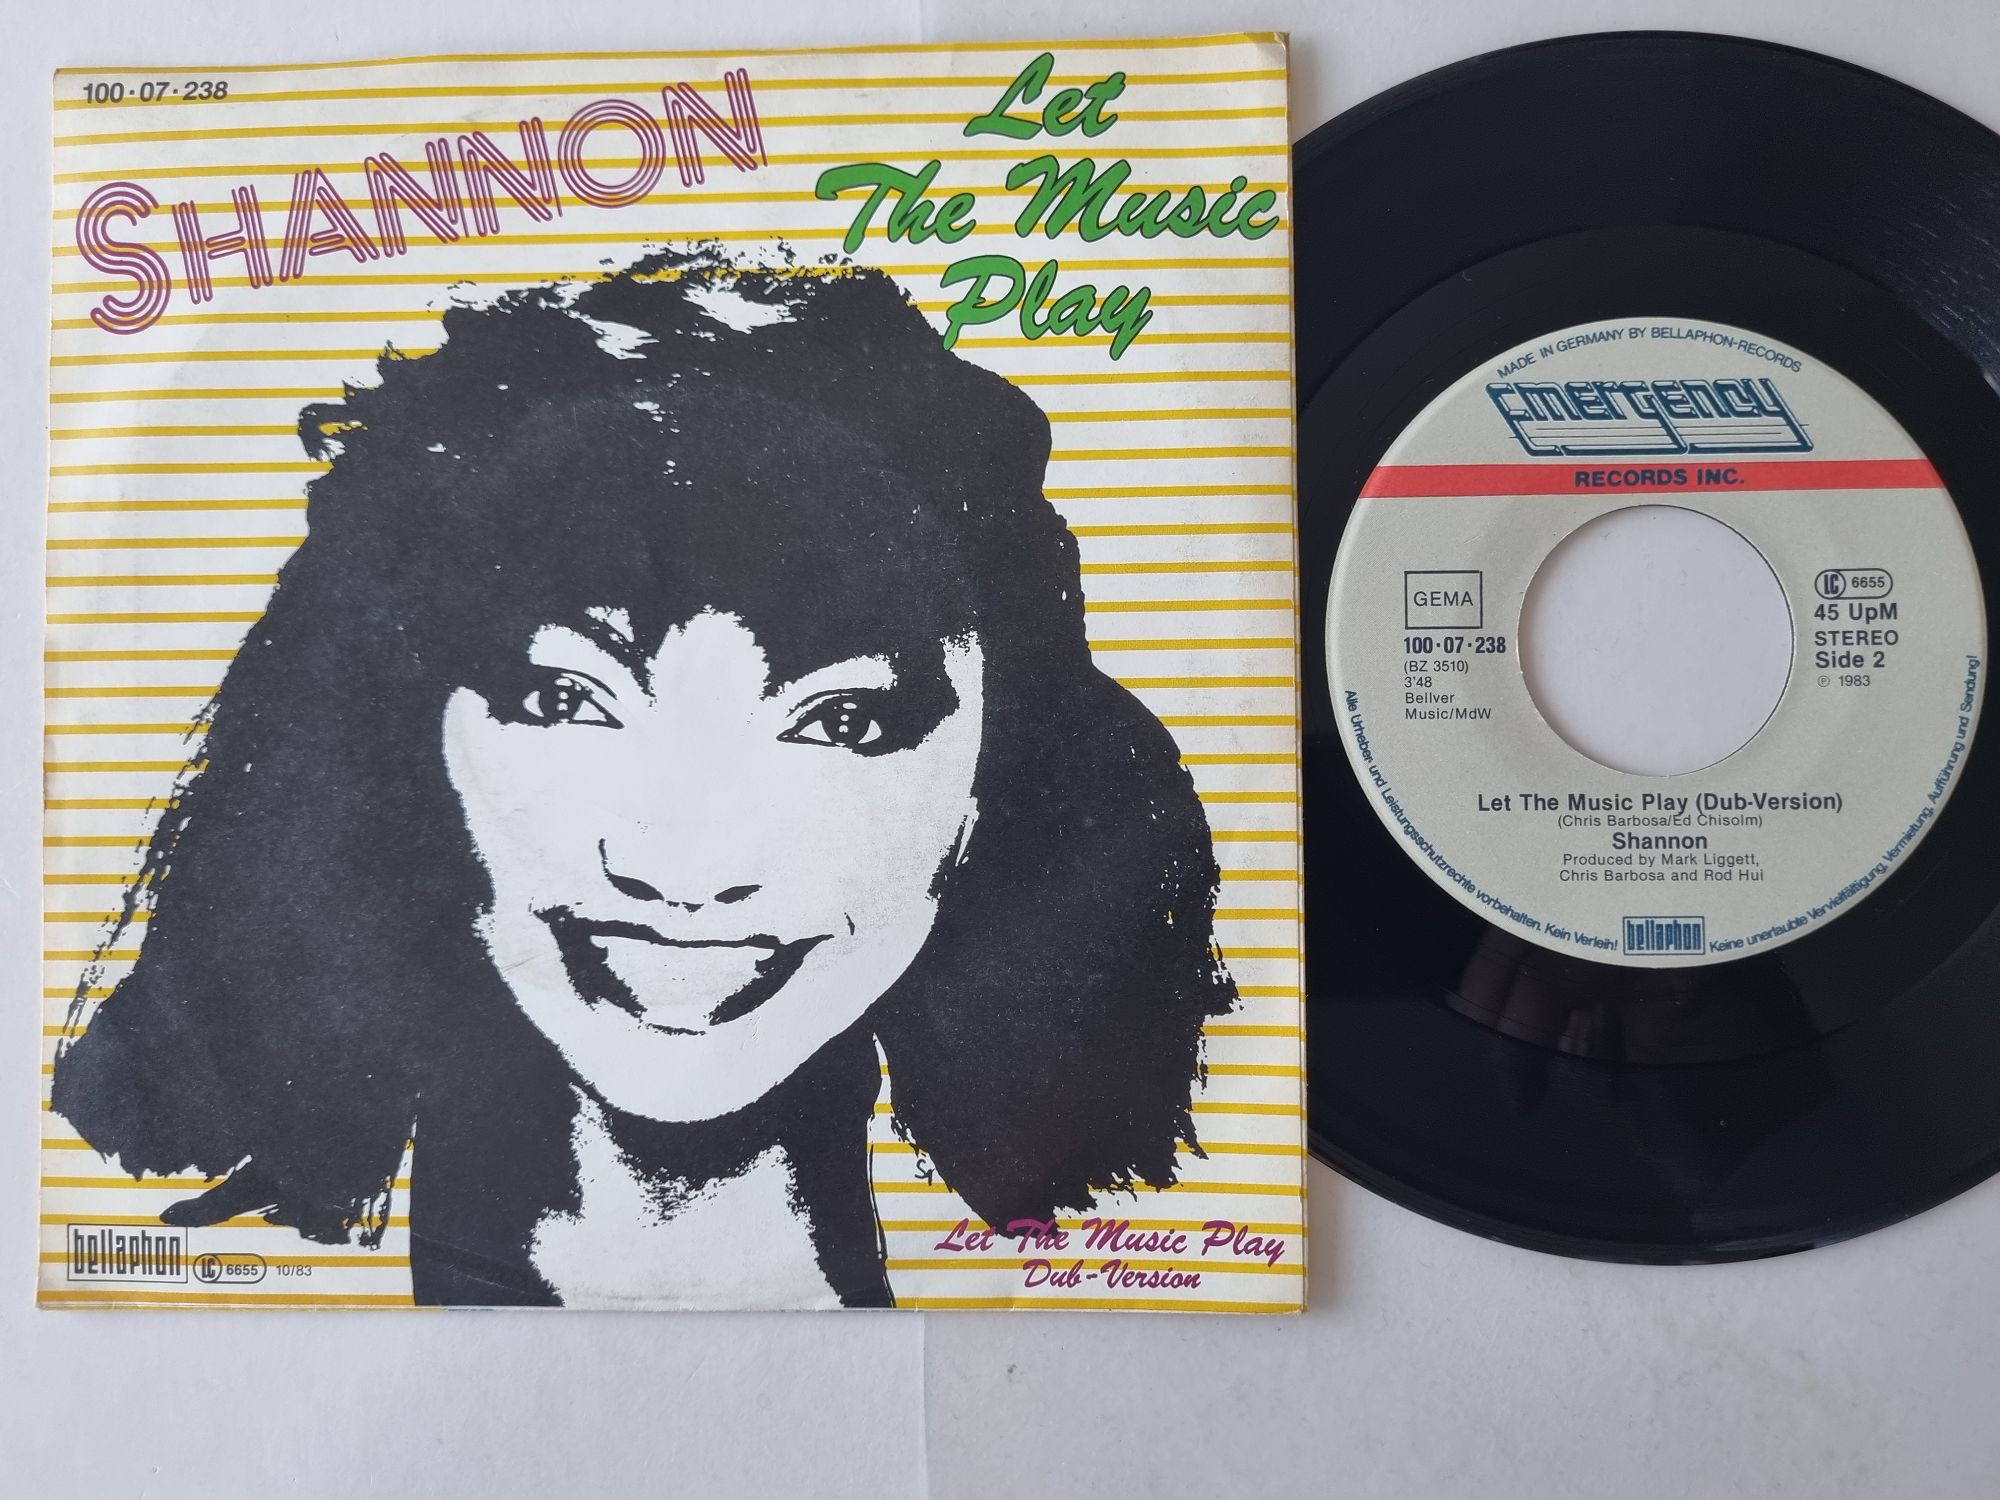 100·07·238
SHANNON
Let
The Music
Play
bellaphon
LC 6655 10/83
Let The Music Play
Dub-Version
MADE IN GERMANY BY BELLAPHON-RECORDS
Emergency
RECORDS INC.
GEMA
100·07·238
(BZ 3510)
3'48
Bellver
Music/MdW
LC 6655
45 UpM
STEREO
Side 2
℗ 1983
Let The Music Play (Dub-Version)
(Chris Barbosa/Ed Chisolm)
Shannon
Produced by Mark Liggett,
Chris Barbosa and Rod Hui
Alle Urheber und Leistungsschutzrechte vorbehalten. Kein Verleih!
bellaphon
Keine unerlaubte Vervielfältigung, Vermietung, Aufführung und Sendung!